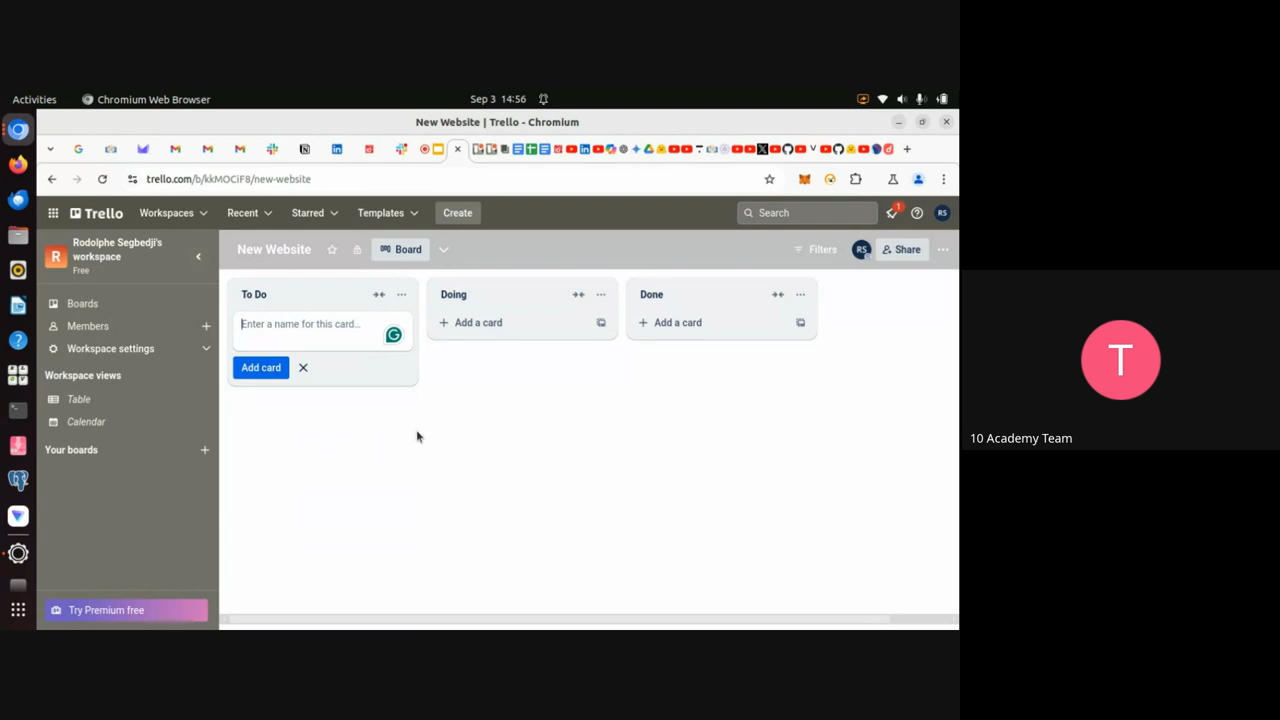 Activities Chromium Web Browser Sep 3 14:56
New Website | Trello - Chromium
trello.com/b/kkMOCiF8/new-website
Trello Workspaces Recent Starred Templates Create Search 1 RS
R Rodolphe Segbedji's workspace
Free
New Website Board Filters RS Share
Boards
Members
Workspace settings
Workspace views
Table
Calendar
Your boards
Try Premium free
To Do
Enter a name for this card…
Add card
Doing
Add a card
Done
Add a card
T
10 Academy Team